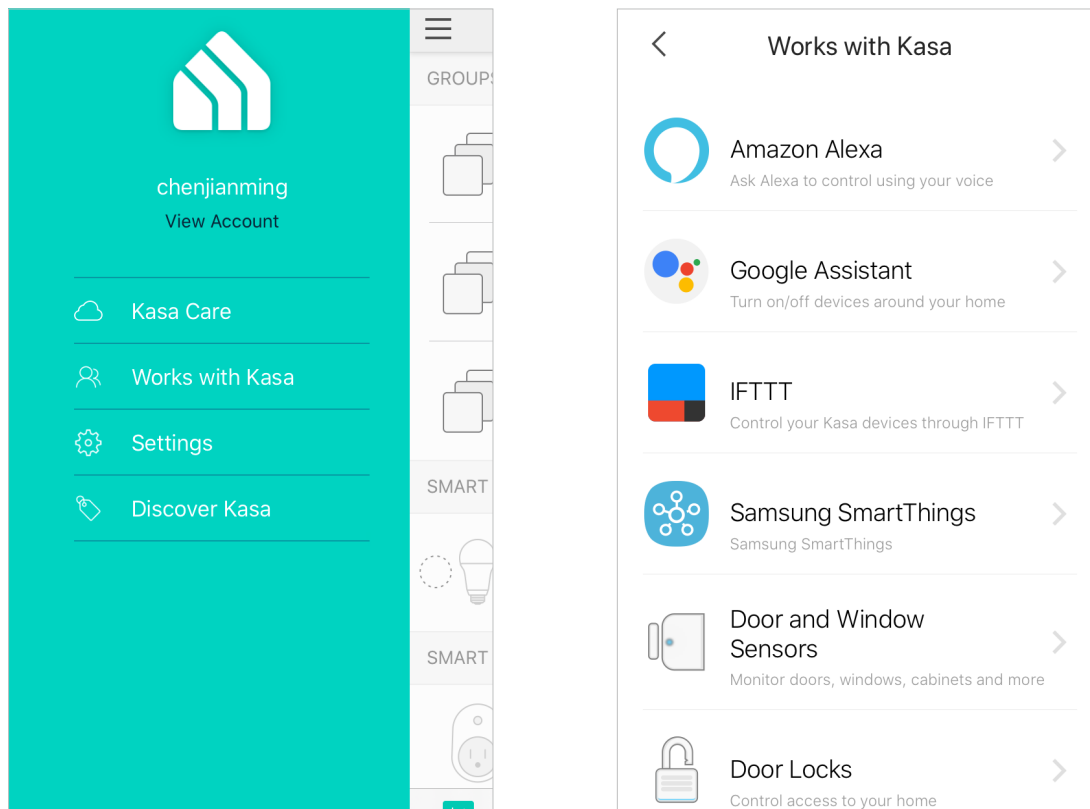 chenjianming
View Account
Kasa Care
Works with Kasa
Settings
Discover Kasa
GROUPS
SMART
SMART
Works with Kasa
Amazon Alexa
Ask Alexa to control using your voice
Google Assistant
Turn on/off devices around your home
IFTTT
Control your Kasa devices through IFTTT
Samsung SmartThings
Samsung SmartThings
Door and Window
Sensors
Monitor doors, windows, cabinets and more
Door Locks
Control access to your home